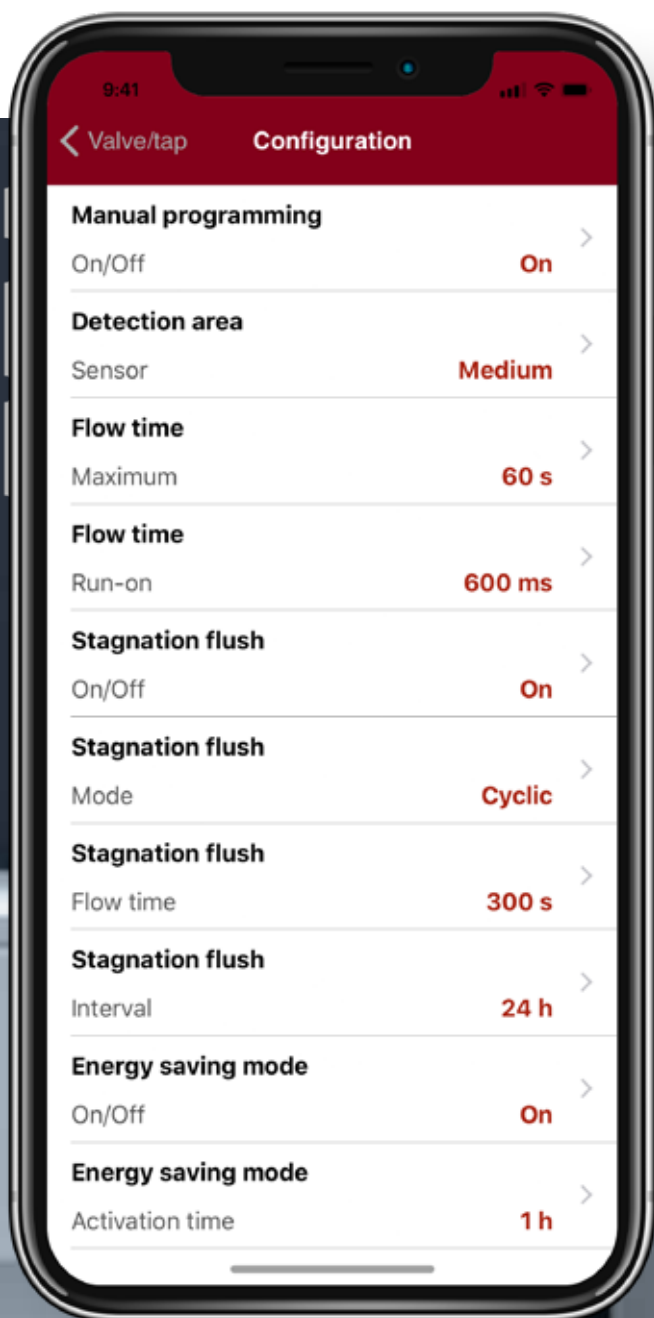 9:41
Valve/tap Configuration
Manual programming
On/Off On
Detection area
Sensor Medium
Flow time
Maximum 60 s
Flow time
Run-on 600 ms
Stagnation flush
On/Off On
Stagnation flush
Mode Cyclic
Stagnation flush
Flow time 300 s
Stagnation flush
Interval 24 h
Energy saving mode
On/Off On
Energy saving mode
Activation time 1 h